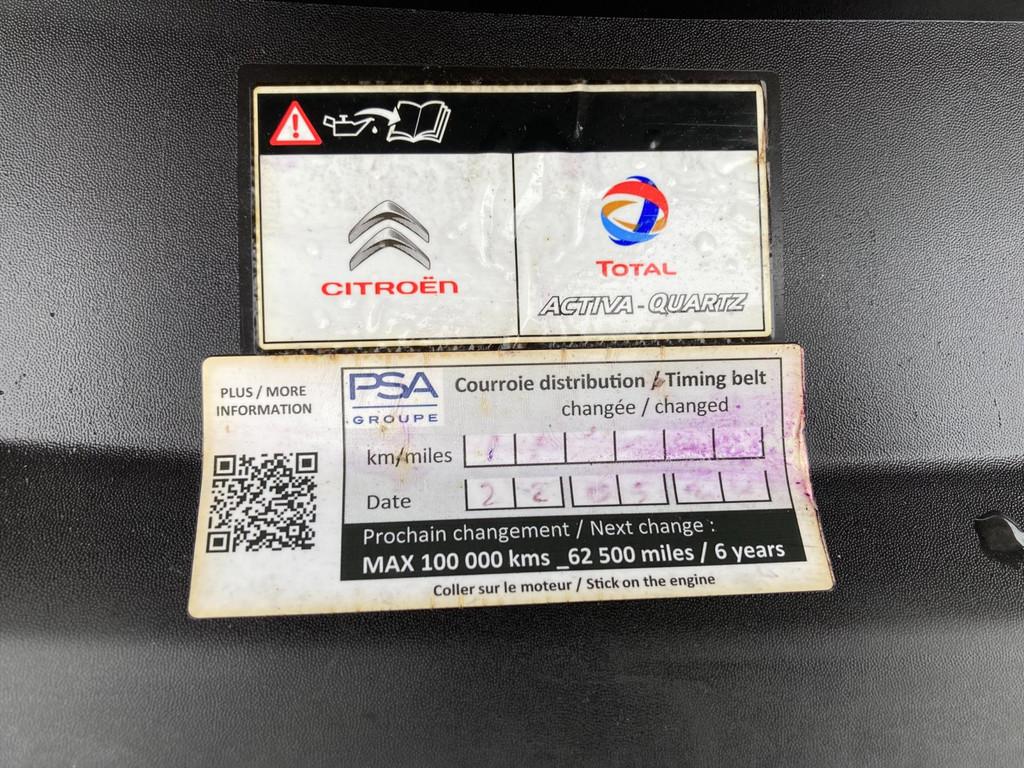 CITROËN
TOTAL
ACTIVA - QUARTZ
PLUS / MORE
INFORMATION
PSA
GROUPE
Courroie distribution / Timing belt
changée / changed
km/miles
Date 2 2
Prochain changement / Next change :
MAX 100 000 kms _62 500 miles / 6 years
Coller sur le moteur / Stick on the engine